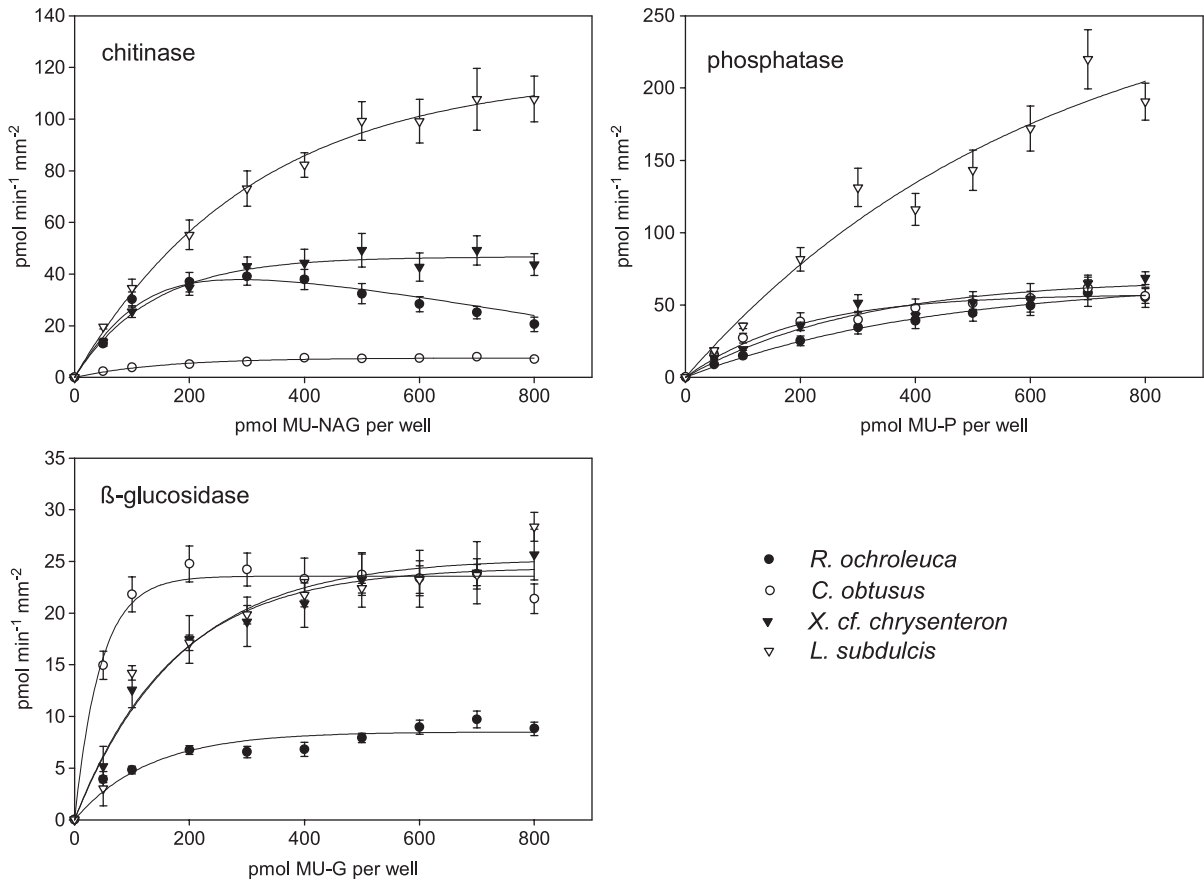 chitinase
140
120
100
80
60
40
20
0
pmol min⁻¹ mm⁻²
0 200 400 600 800
pmol MU-NAG per well
phosphatase
250
200
150
100
50
0
pmol min⁻¹ mm⁻²
0 200 400 600 800
pmol MU-P per well
ß-glucosidase
35
30
25
20
15
10
5
0
pmol min⁻¹ mm⁻²
0 200 400 600 800
pmol MU-G per well
R. ochroleuca
C. obtusus
X. cf. chrysenteron
L. subdulcis